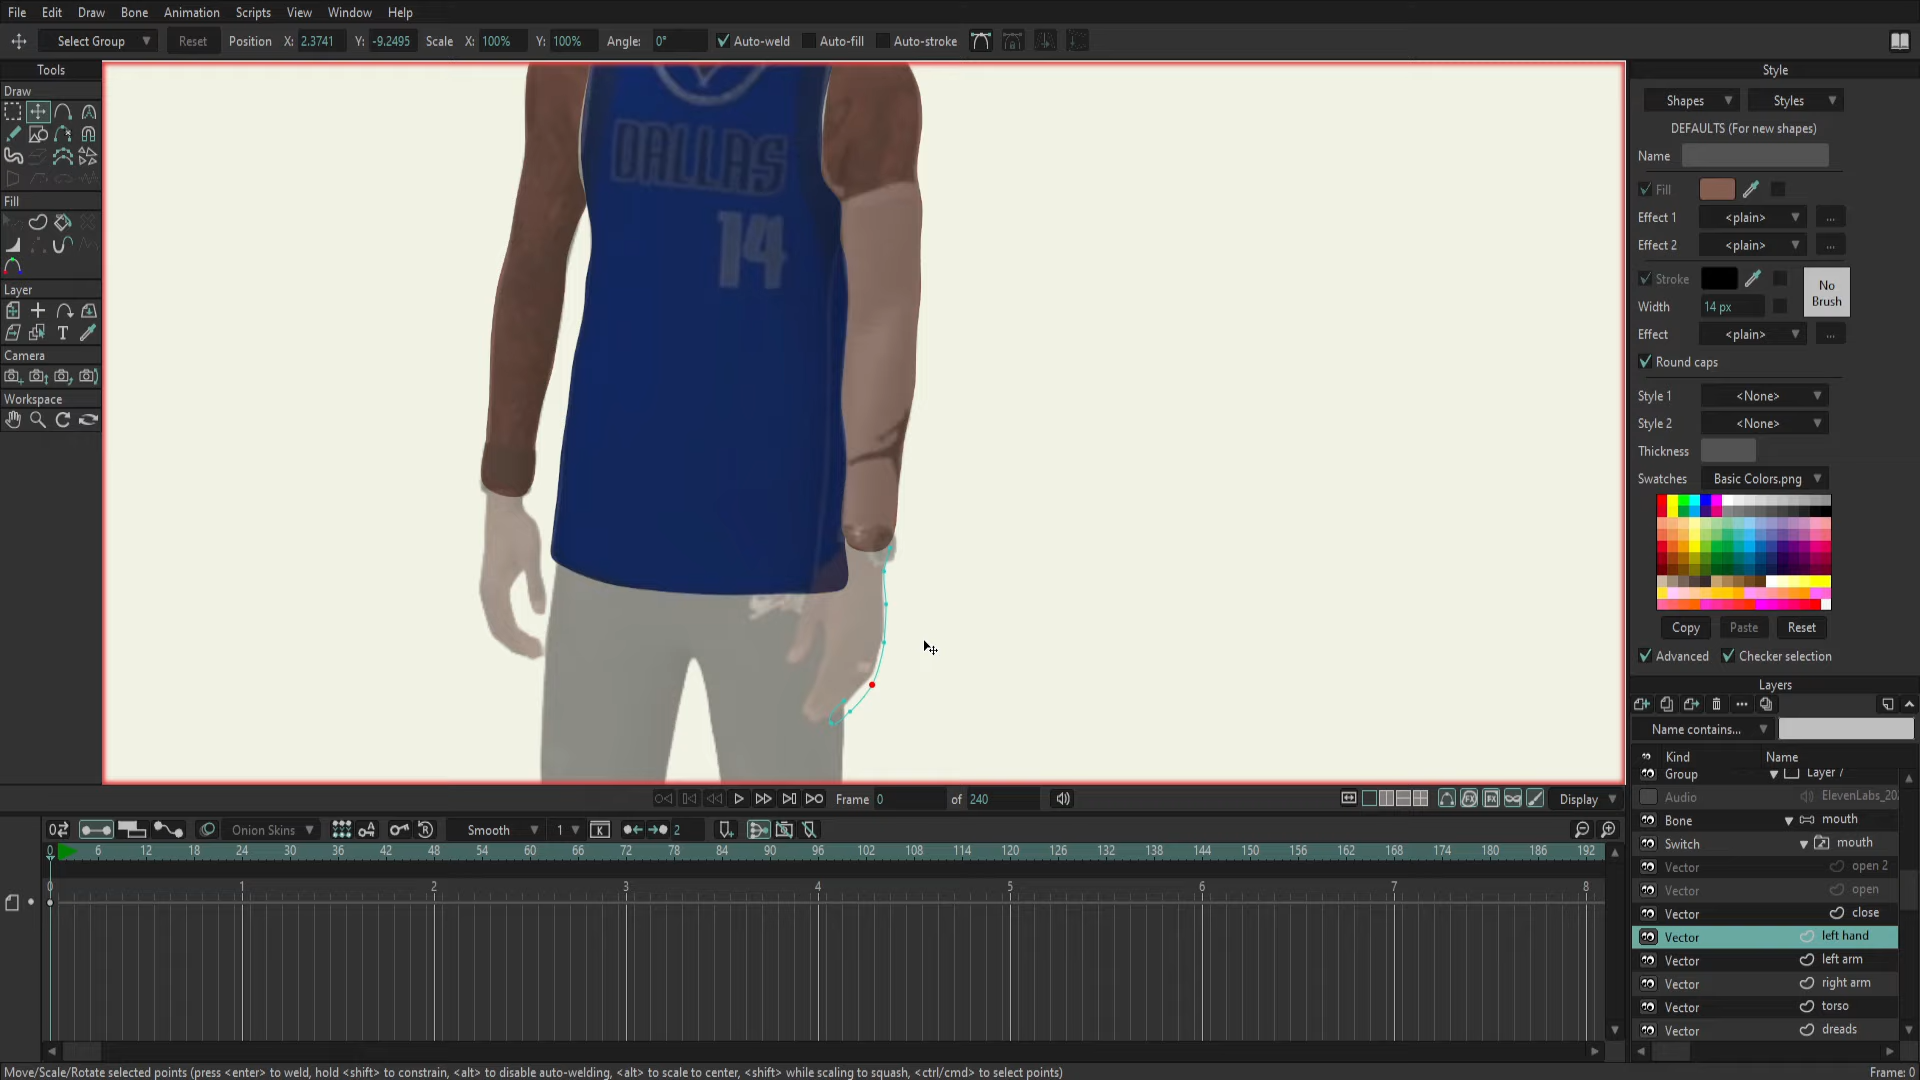 File Edit Draw Bone Animation Scripts View Window Help
Select Group Reset Position X: 2.3741 Y: -9.2495 Scale X: 100% Y: 100% Angle: 0° Auto-weld Auto-fill Auto-stroke
Tools
Draw
Fill
Layer
Camera
Workspace
DALLAS
14
Style
Shapes Styles
DEFAULTS (For new shapes)
Name
Fill
Effect 1 <plain> ...
Effect 2 <plain> ...
Stroke
No
Brush
Width 14 px
Effect <plain> ...
Round caps
Style 1 <None>
Style 2 <None>
Thickness
Swatches Basic Colors.png
Copy Paste Reset
Advanced Checker selection
Layers
Name contains...
Kind Name
Group Layer 7
Audio ElevenLabs_20
Bone mouth
Switch mouth
Vector open 2
Vector open
Vector close
Vector left hand
Vector left arm
Vector right arm
Vector torso
Vector dreads
Frame 0 of 240 Display
Onion Skins Smooth 1 2
0 6 12 18 24 30 36 42 48 54 60 66 72 78 84 90 96 102 108 114 120 126 132 138 144 150 156 162 168 174 180 186 192
0 1 2 3 4 5 6 7 8
Move/Scale/Rotate selected points (press <enter> to weld, hold <shift> to constrain, <alt> to disable auto-welding, <alt> to scale to center, <shift> while scaling to squash, <ctrl/cmd> to select points) Frame: 0